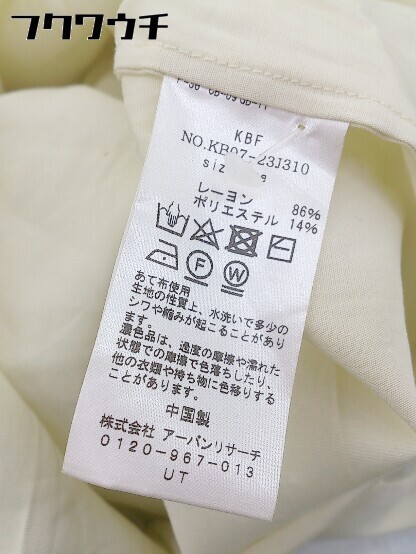 フクワウチ
KBF
NO.KB07-23J310
siz
レーヨン 86%
ポリエステル 14%
F
W
あて布使用
生地の性質上、水洗いで多少の
シワや縮みが起こることがあり
ます。
濃色品は、過度の摩擦や濡れた
状態での摩擦で色落ちしたり、
他の衣類や持ち物に色移りする
ことがあります。
中国製
株式会社 アーバンリサーチ
0120-967-013
UT